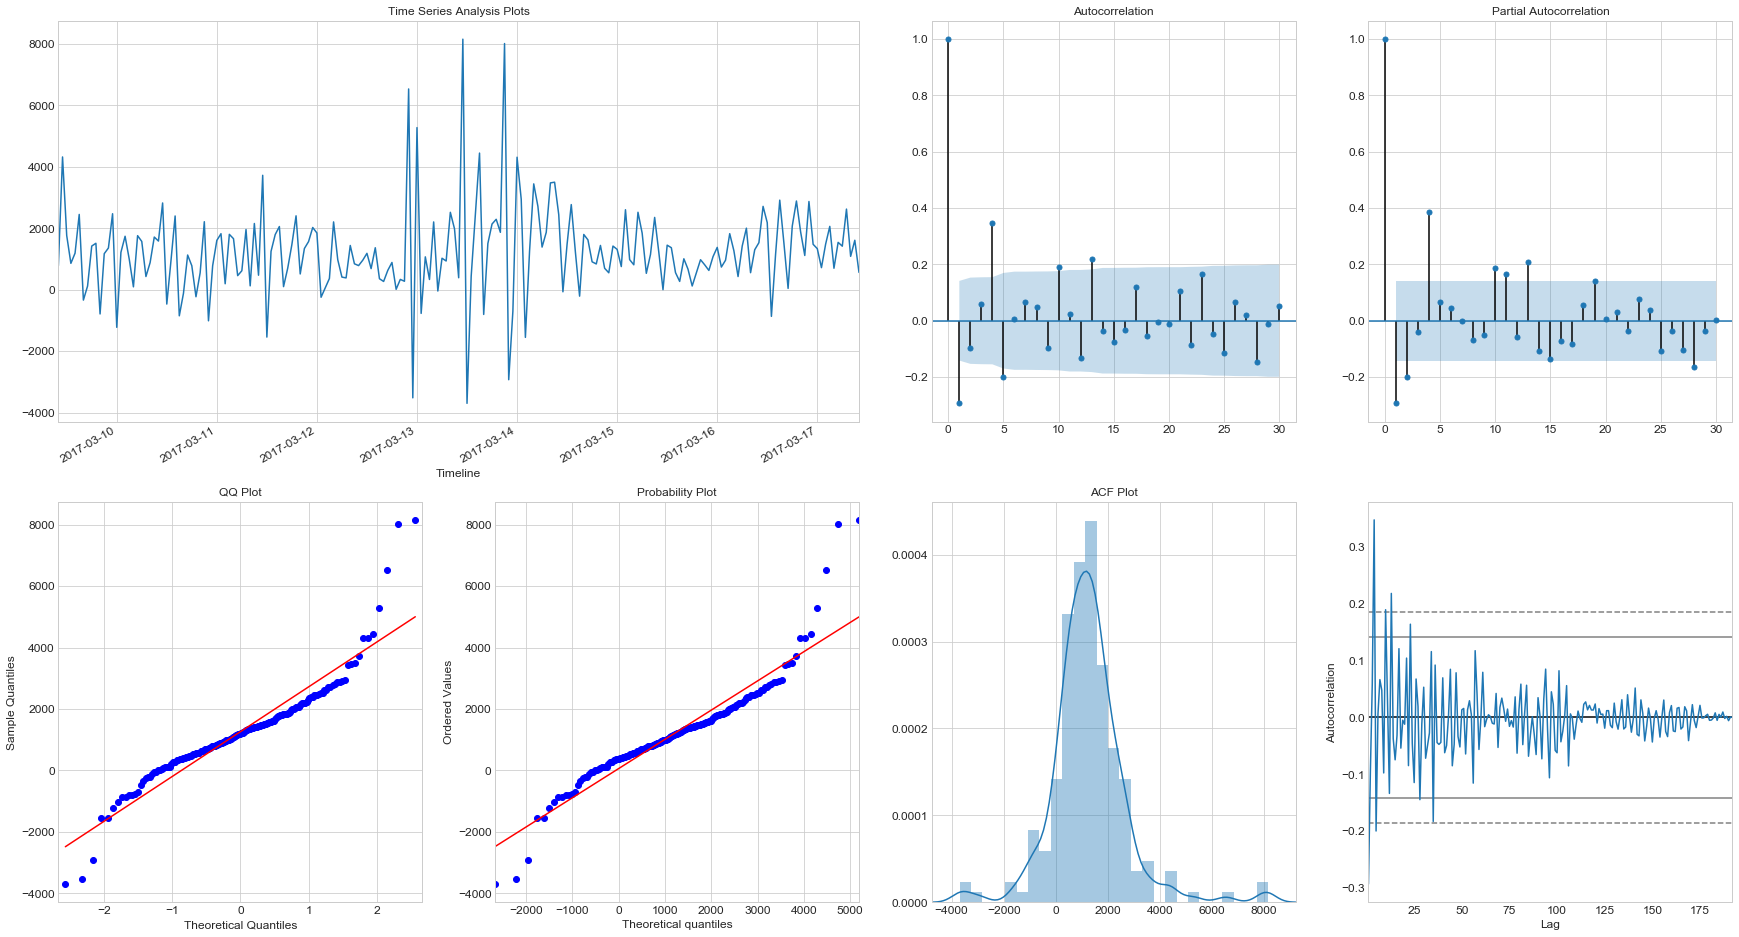 Time Series Analysis Plots
8000
6000
4000
2000
0
−2000
−4000
2017-03-10
2017-03-11
2017-03-12
2017-03-13
2017-03-14
2017-03-15
2017-03-16
2017-03-17
Timeline
Autocorrelation
1.0
0.8
0.6
0.4
0.2
0.0
−0.2
0 5 10 15 20 25 30
Partial Autocorrelation
1.0
0.8
0.6
0.4
0.2
0.0
−0.2
0 5 10 15 20 25 30
QQ Plot
Sample Quantiles
8000
6000
4000
2000
0
−2000
−4000
−2 −1 0 1 2
Theoretical Quantiles
Probability Plot
Ordered Values
8000
6000
4000
2000
0
−2000
−4000
−2000 −1000 0 1000 2000 3000 4000 5000
Theoretical quantiles
ACF Plot
0.0004
0.0003
0.0002
0.0001
0.0000
−4000 −2000 0 2000 4000 6000 8000
Autocorrelation
0.3
0.2
0.1
0.0
−0.1
−0.2
−0.3
25 50 75 100 125 150 175
Lag